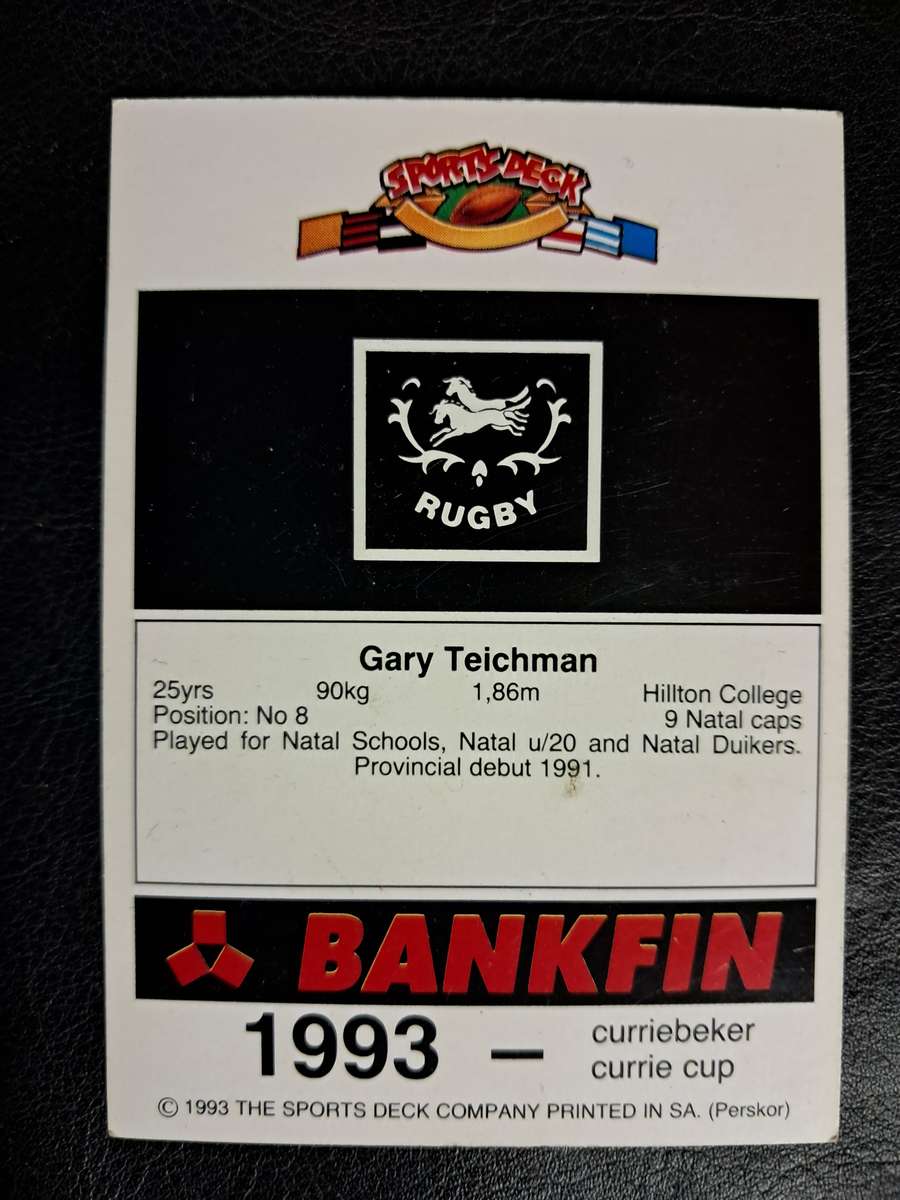 SPORTS DECK
RUGBY
Gary Teichman
25yrs 90kg 1,86m Hillton College
Position: No 8 9 Natal caps
Played for Natal Schools, Natal u/20 and Natal Duikers.
Provincial debut 1991.
BANKFIN
1993 – curriebeker
currie cup
© 1993 THE SPORTS DECK COMPANY PRINTED IN SA. (Perskor)